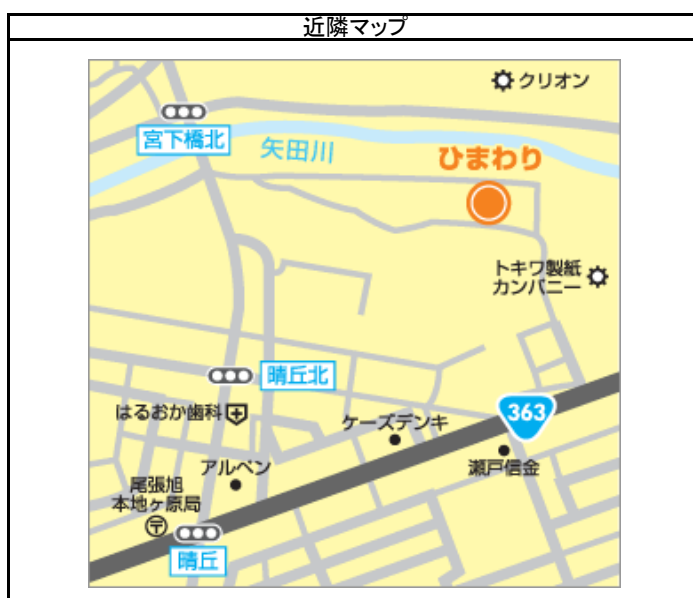 近隣マップ
クリオン
宮下橋北
矢田川
ひまわり
トキワ製紙
カンパニー
晴丘北
はるおか歯科
363
ケーズデンキ
アルペン
瀬戸信金
尾張旭
本地ヶ原局
晴丘